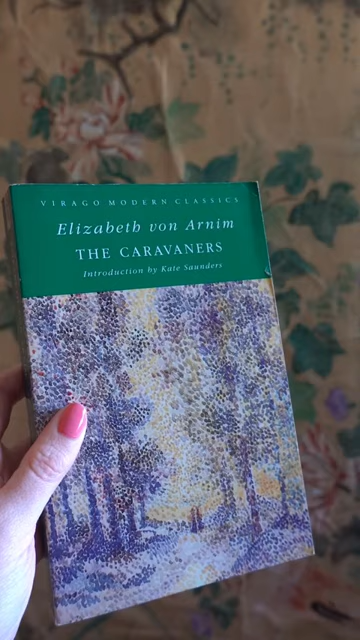 VIRAGO MODERN CLASSICS
Elizabeth von Arnim
THE CARAVANERS
Introduction by Kate Saunders